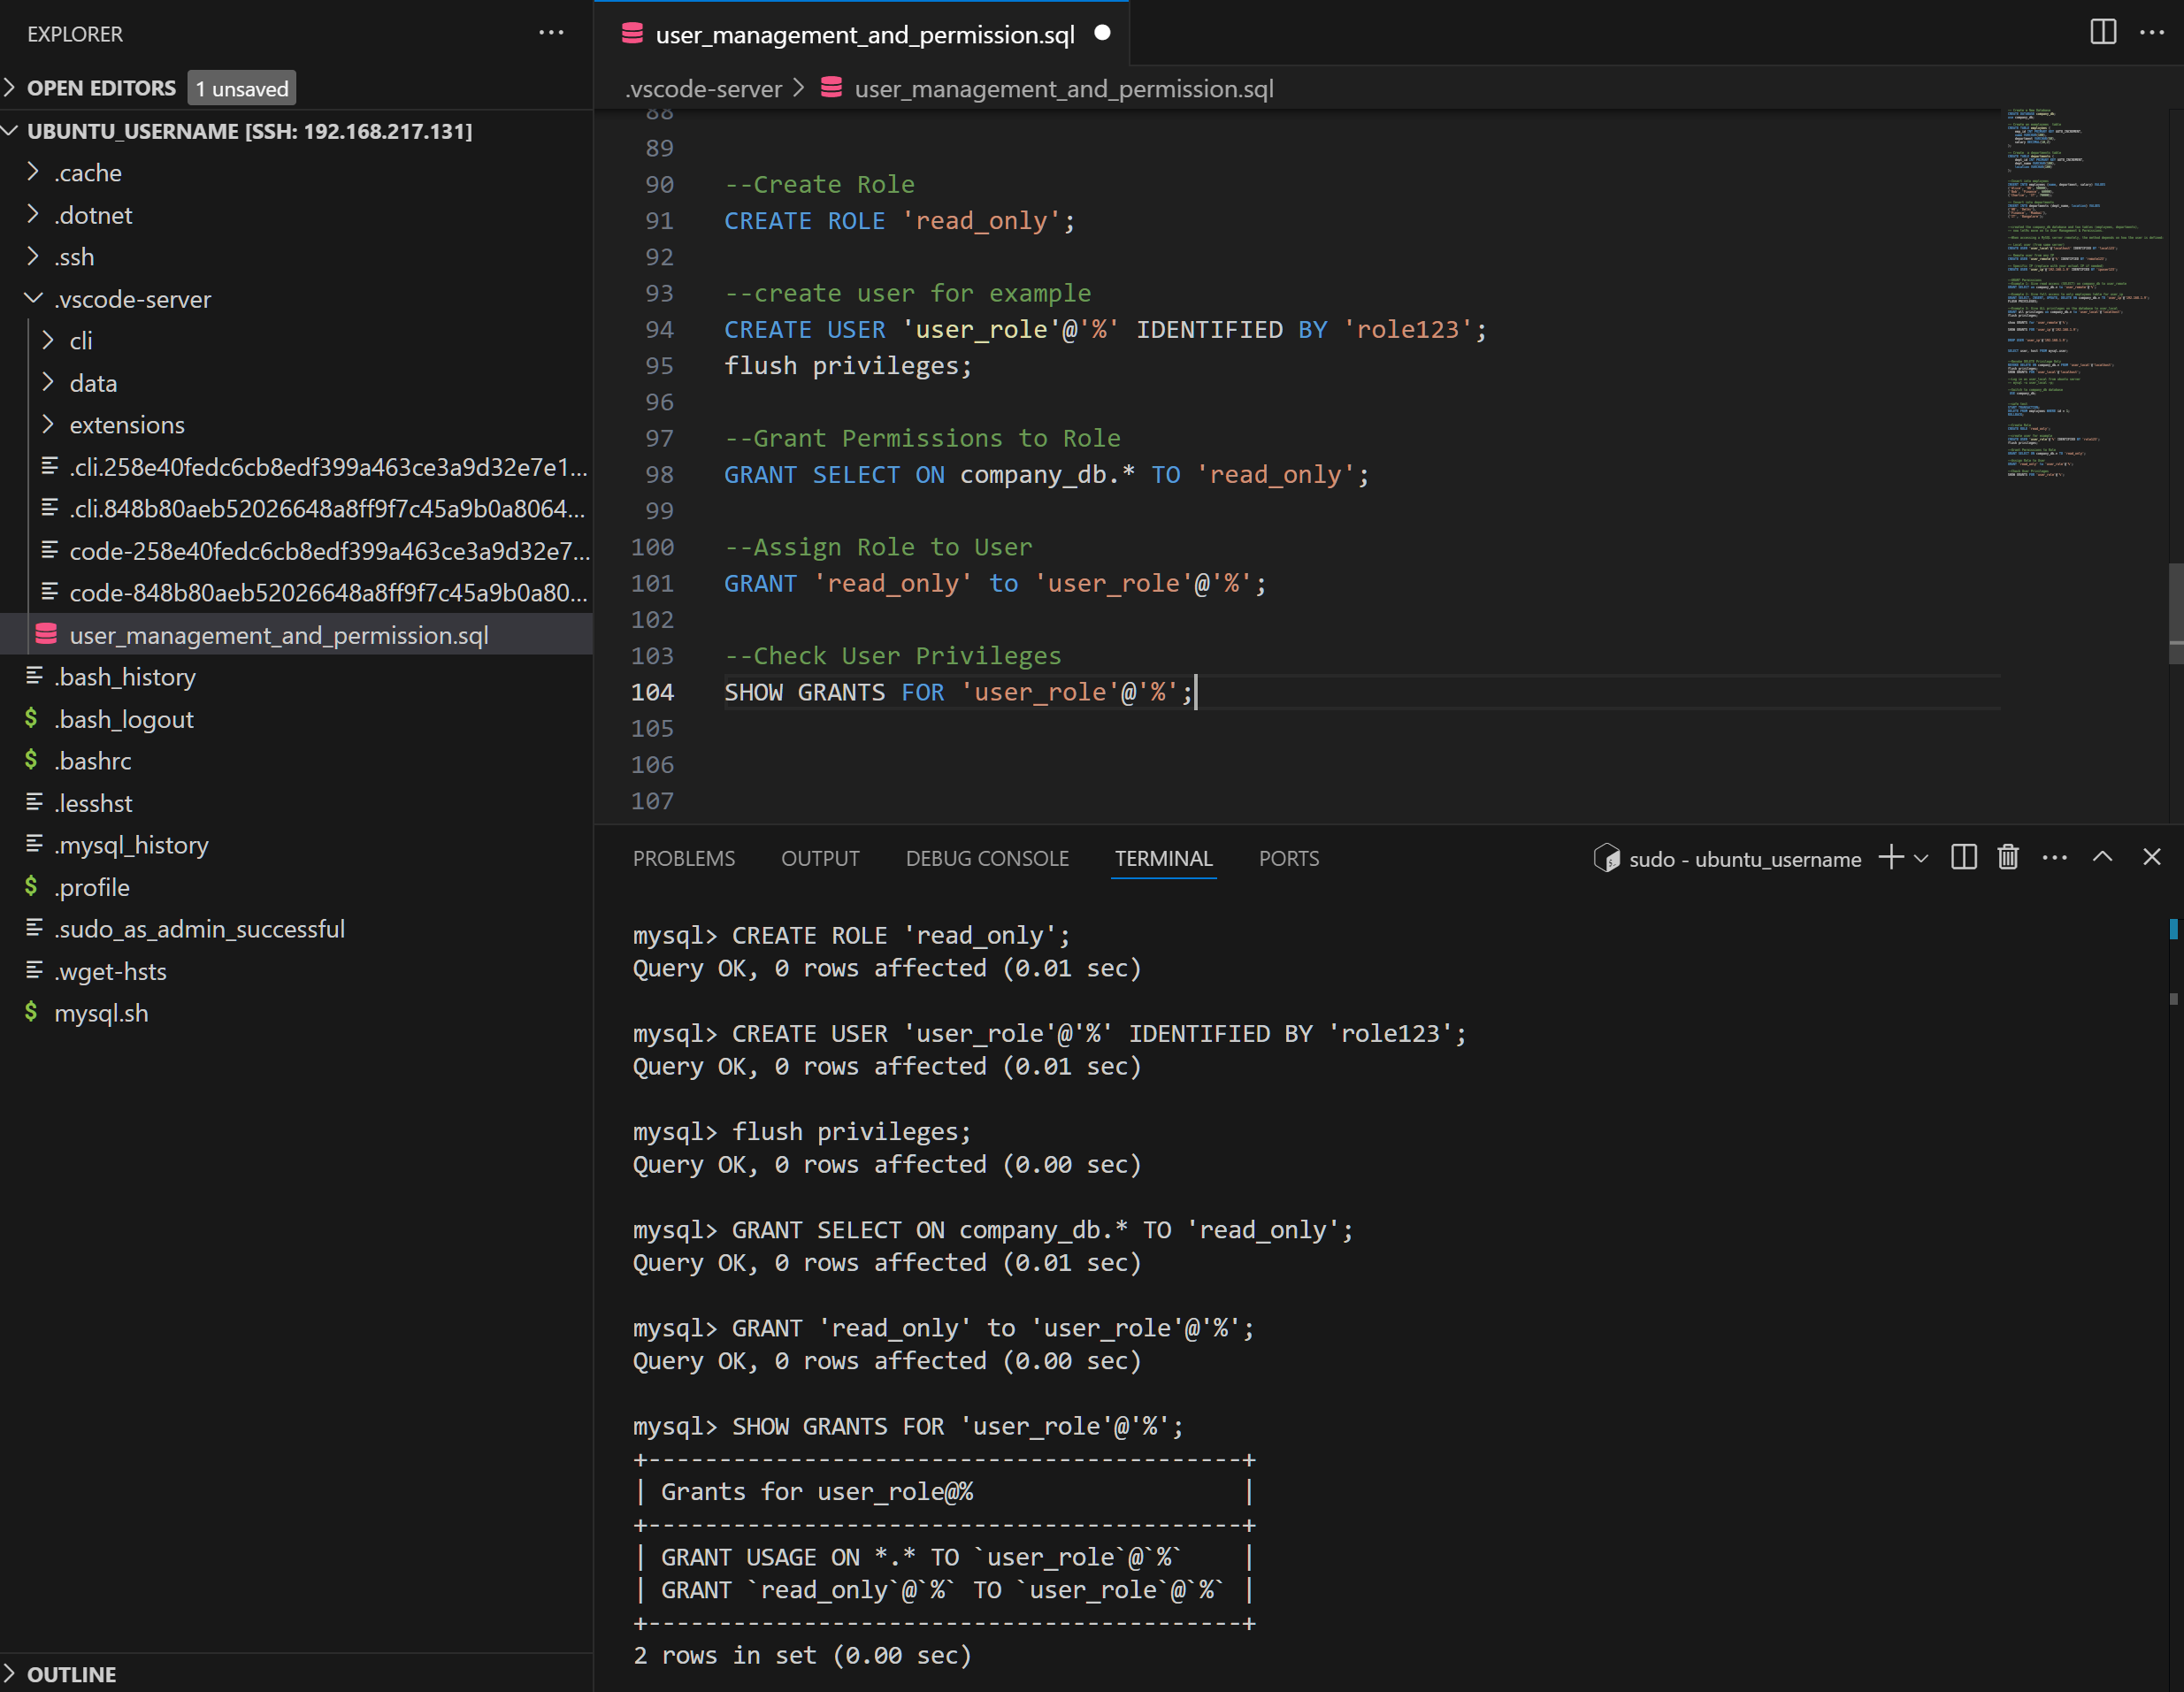 EXPLORER
OPEN EDITORS 1 unsaved
UBUNTU_USERNAME [SSH: 192.168.217.131]
.cache
.dotnet
.ssh
.vscode-server
cli
data
extensions
.cli.258e40fedc6cb8edf399a463ce3a9d32e7e1...
.cli.848b80aeb52026648a8ff9f7c45a9b0a8064...
code-258e40fedc6cb8edf399a463ce3a9d32e7...
code-848b80aeb52026648a8ff9f7c45a9b0a80...
user_management_and_permission.sql
.bash_history
.bash_logout
.bashrc
.lesshst
.mysql_history
.profile
.sudo_as_admin_successful
.wget-hsts
mysql.sh
OUTLINE
user_management_and_permission.sql
.vscode-server > user_management_and_permission.sql
88
89
90 --Create Role
91 CREATE ROLE 'read_only';
92
93 --create user for example
94 CREATE USER 'user_role'@'%' IDENTIFIED BY 'role123';
95 flush privileges;
96
97 --Grant Permissions to Role
98 GRANT SELECT ON company_db.* TO 'read_only';
99
100 --Assign Role to User
101 GRANT 'read_only' to 'user_role'@'%';
102
103 --Check User Privileges
104 SHOW GRANTS FOR 'user_role'@'%';
105
106
107
PROBLEMS OUTPUT DEBUG CONSOLE TERMINAL PORTS
sudo - ubuntu_username
mysql> CREATE ROLE 'read_only';
Query OK, 0 rows affected (0.01 sec)
mysql> CREATE USER 'user_role'@'%' IDENTIFIED BY 'role123';
Query OK, 0 rows affected (0.01 sec)
mysql> flush privileges;
Query OK, 0 rows affected (0.00 sec)
mysql> GRANT SELECT ON company_db.* TO 'read_only';
Query OK, 0 rows affected (0.01 sec)
mysql> GRANT 'read_only' to 'user_role'@'%';
Query OK, 0 rows affected (0.00 sec)
mysql> SHOW GRANTS FOR 'user_role'@'%';
+------------------------------------------+
| Grants for user_role@%                   |
+------------------------------------------+
| GRANT USAGE ON *.* TO `user_role`@`%`    |
| GRANT `read_only`@`%` TO `user_role`@`%` |
+------------------------------------------+
2 rows in set (0.00 sec)